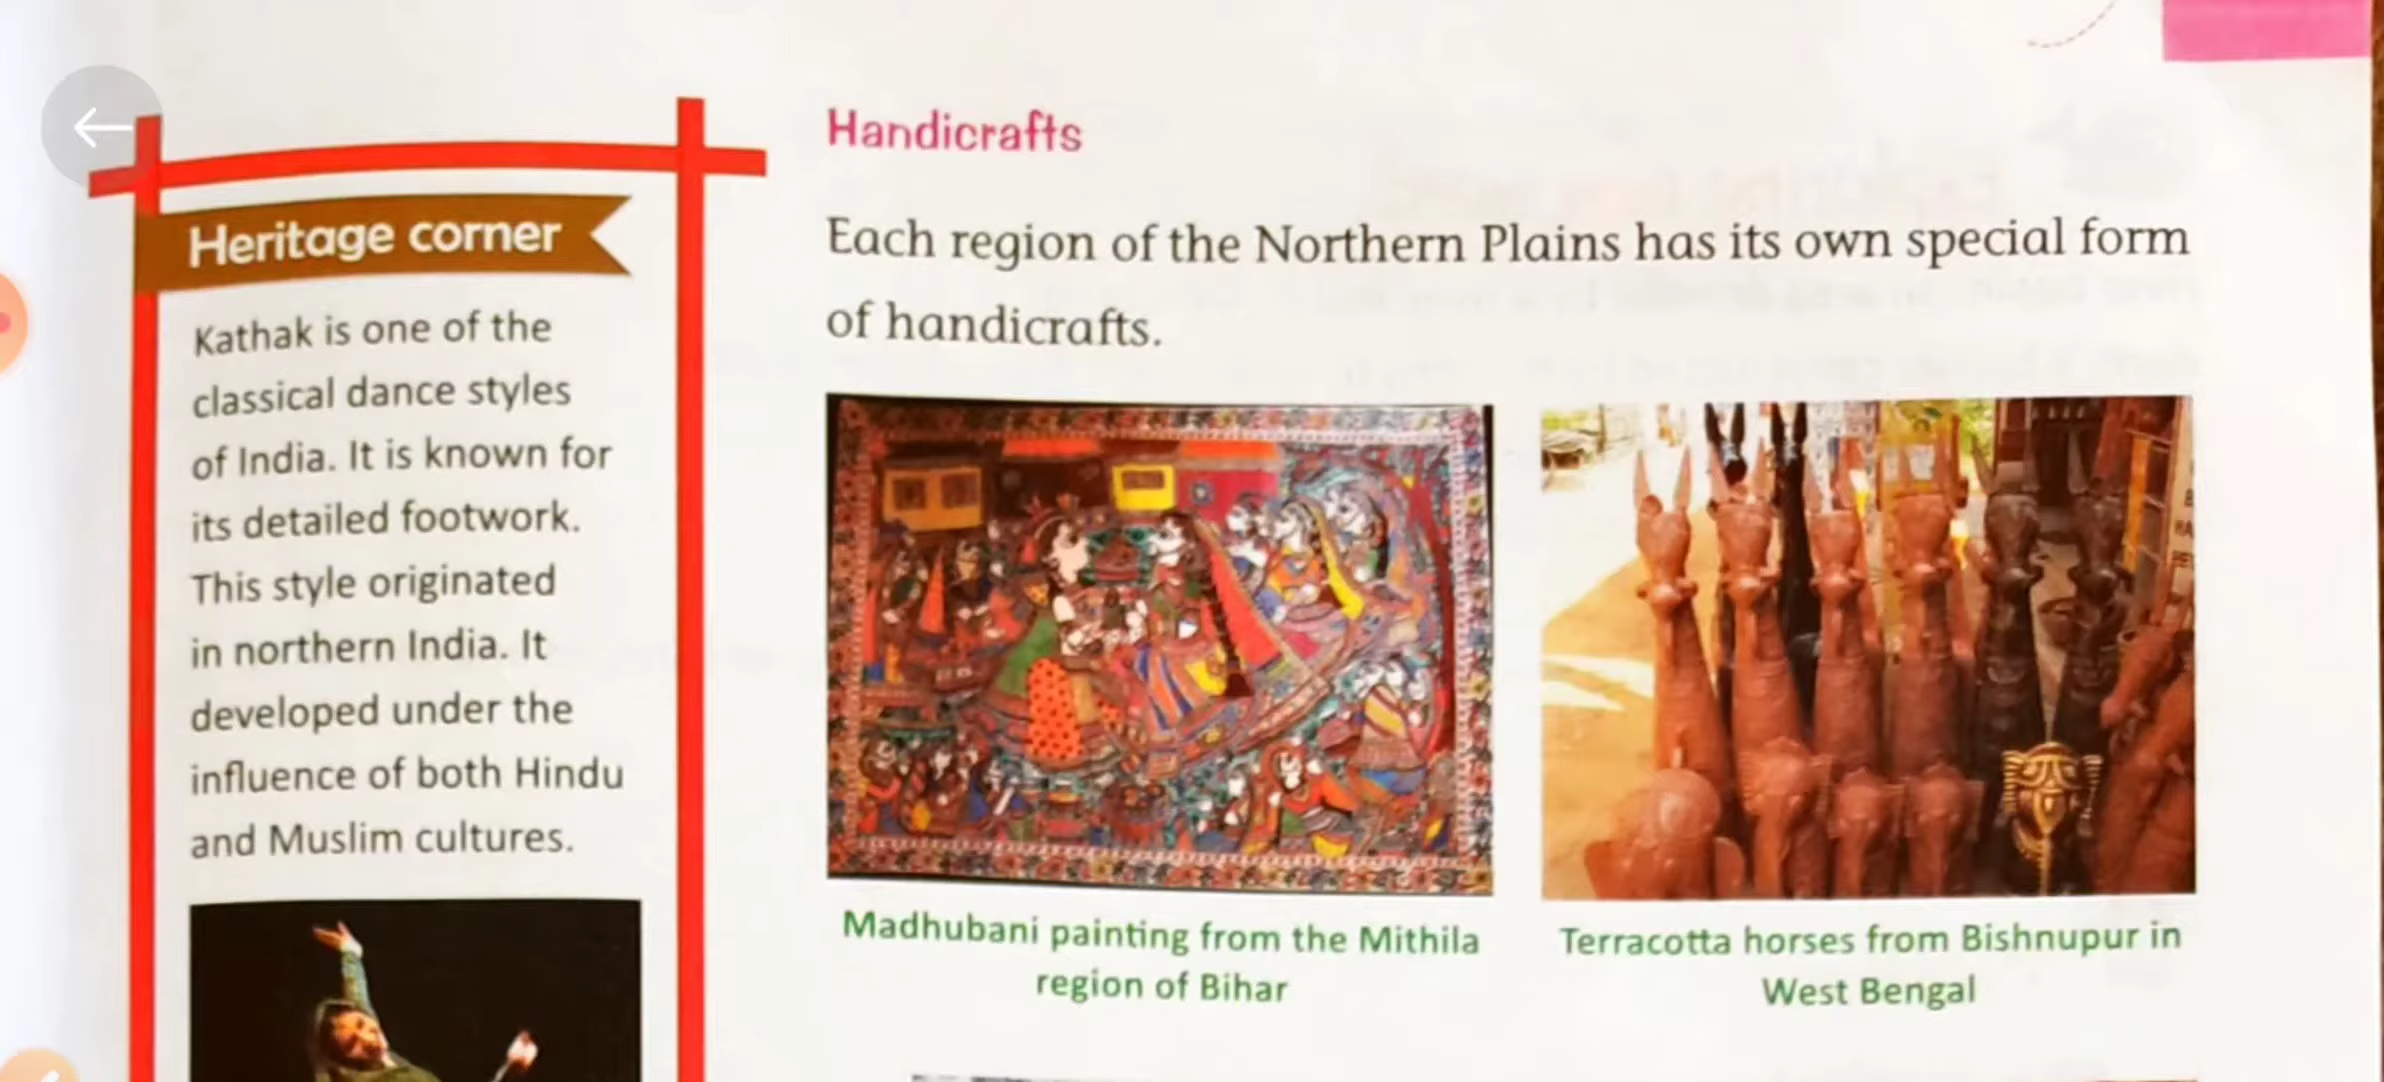 Heritage corner
Kathak is one of the
classical dance styles
of India. It is known for
its detailed footwork.
This style originated
in northern India. It
developed under the
influence of both Hindu
and Muslim cultures.
Handicrafts
Each region of the Northern Plains has its own special form
of handicrafts.
Madhubani painting from the Mithila
region of Bihar
Terracotta horses from Bishnupur in
West Bengal